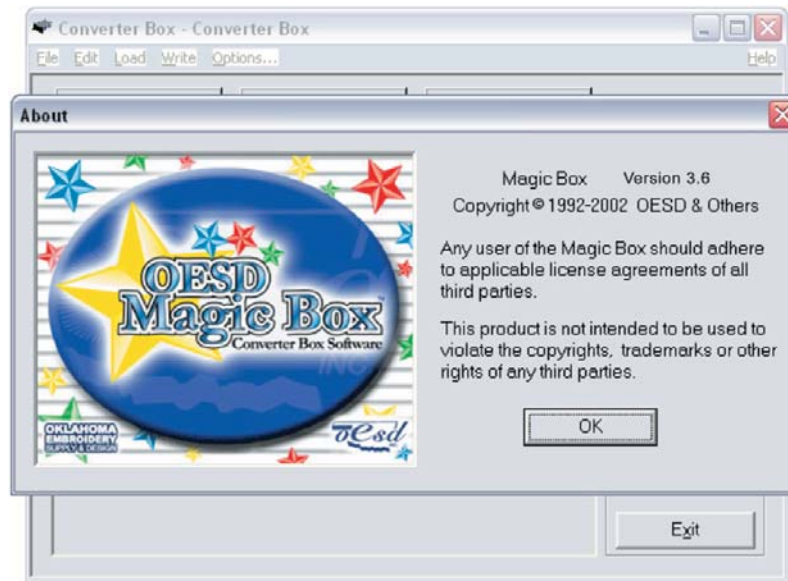 Converter Box - Converter Box
File Edit Load Write Options... Help
About
Magic Box Version 3.6
Copyright © 1992-2002 OESD & Others
Any user of the Magic Box should adhere
to applicable license agreements of all
third parties.
This product is not intended to be used to
violate the copyrights, trademarks or other
rights of any third parties.
OK
OESD
Magic Box™
Converter Box Software
INC
OKLAHOMA
EMBROIDERY
SUPPLY & DESIGN
oesd
Exit